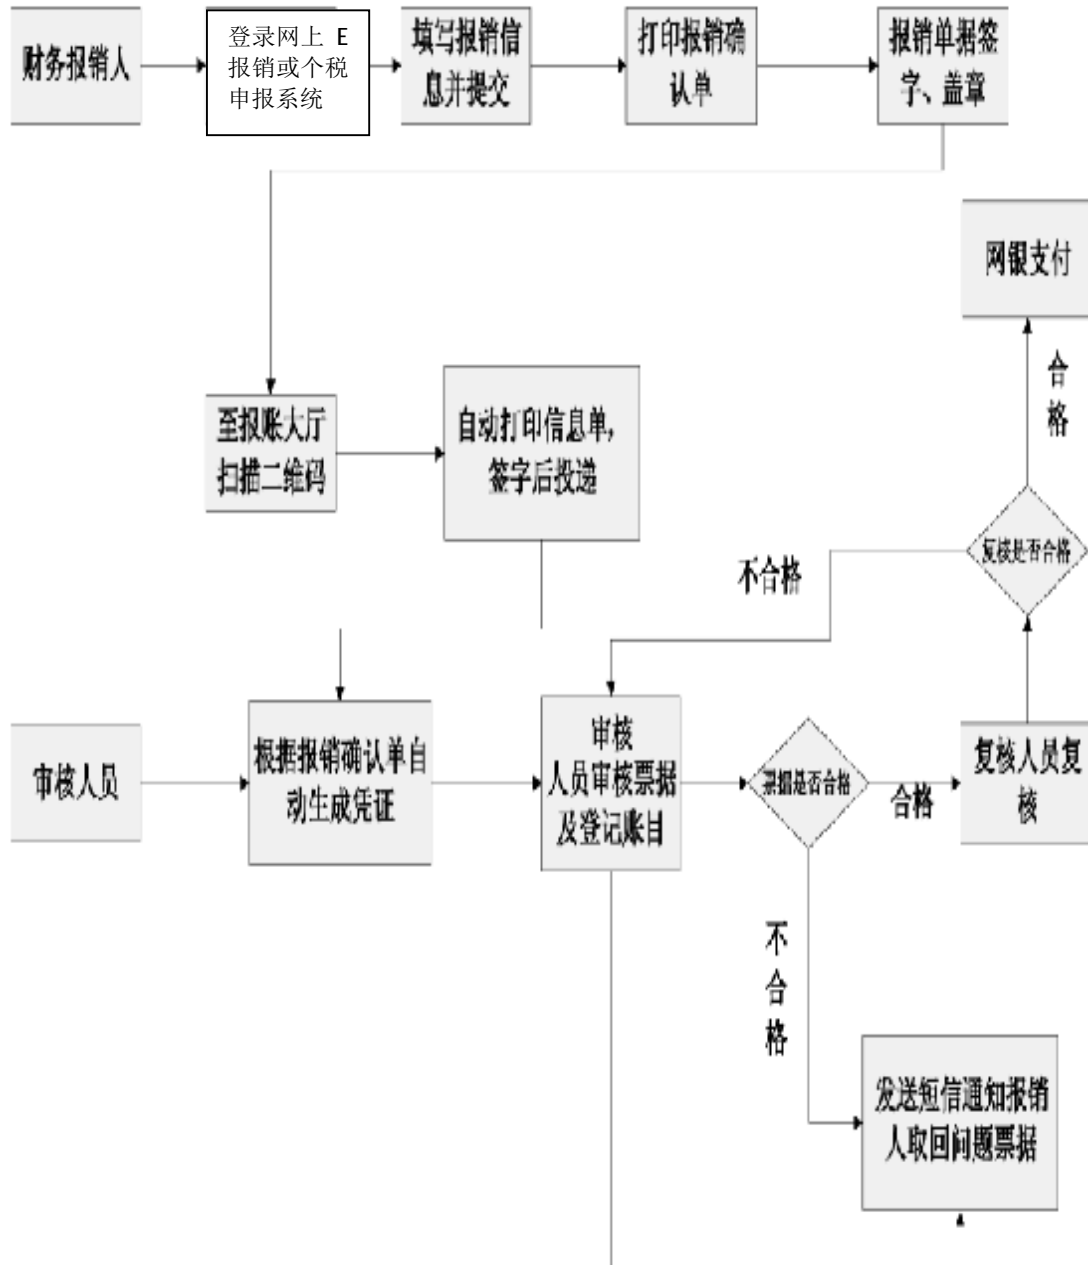 财务报销人
登录网上 E
报销或个税
申报系统
填写报销信
息并提交
打印报销确
认单
报销单据签
字、盖章
网银支付
合
格
至报账大厅
扫描二维码
自动打印信息单,
签字后投递
复核是否合格
不合格
审核人员
根据报销确认单自
动生成凭证
审核
人员审核票据
及登记账目
票据是否合格
合格
复核人员复
核
不
合
格
发送短信通知报销
人取回问题票据